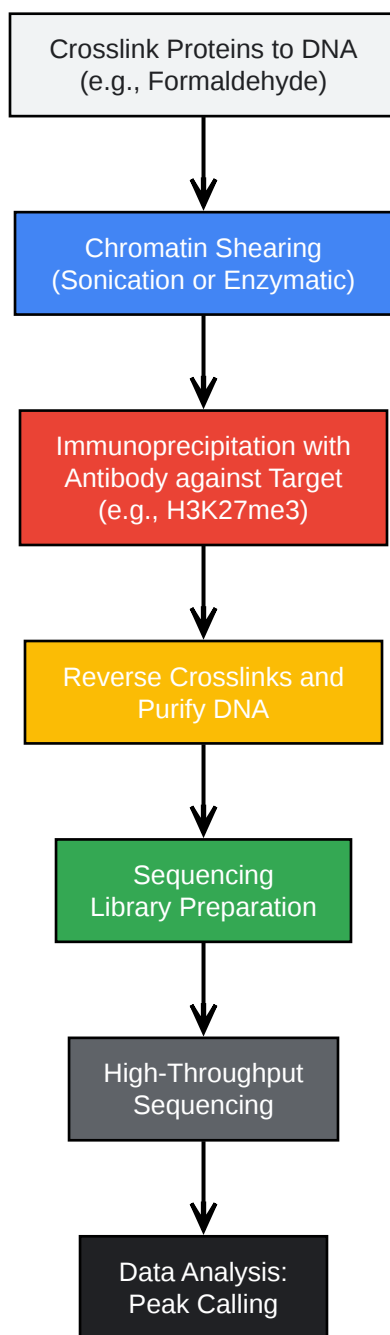 Crosslink Proteins to DNA
(e.g., Formaldehyde)
Chromatin Shearing
(Sonication or Enzymatic)
Immunoprecipitation with
Antibody against Target
(e.g., H3K27me3)
Reverse Crosslinks and
Purify DNA
Sequencing
Library Preparation
High-Throughput
Sequencing
Data Analysis:
Peak Calling